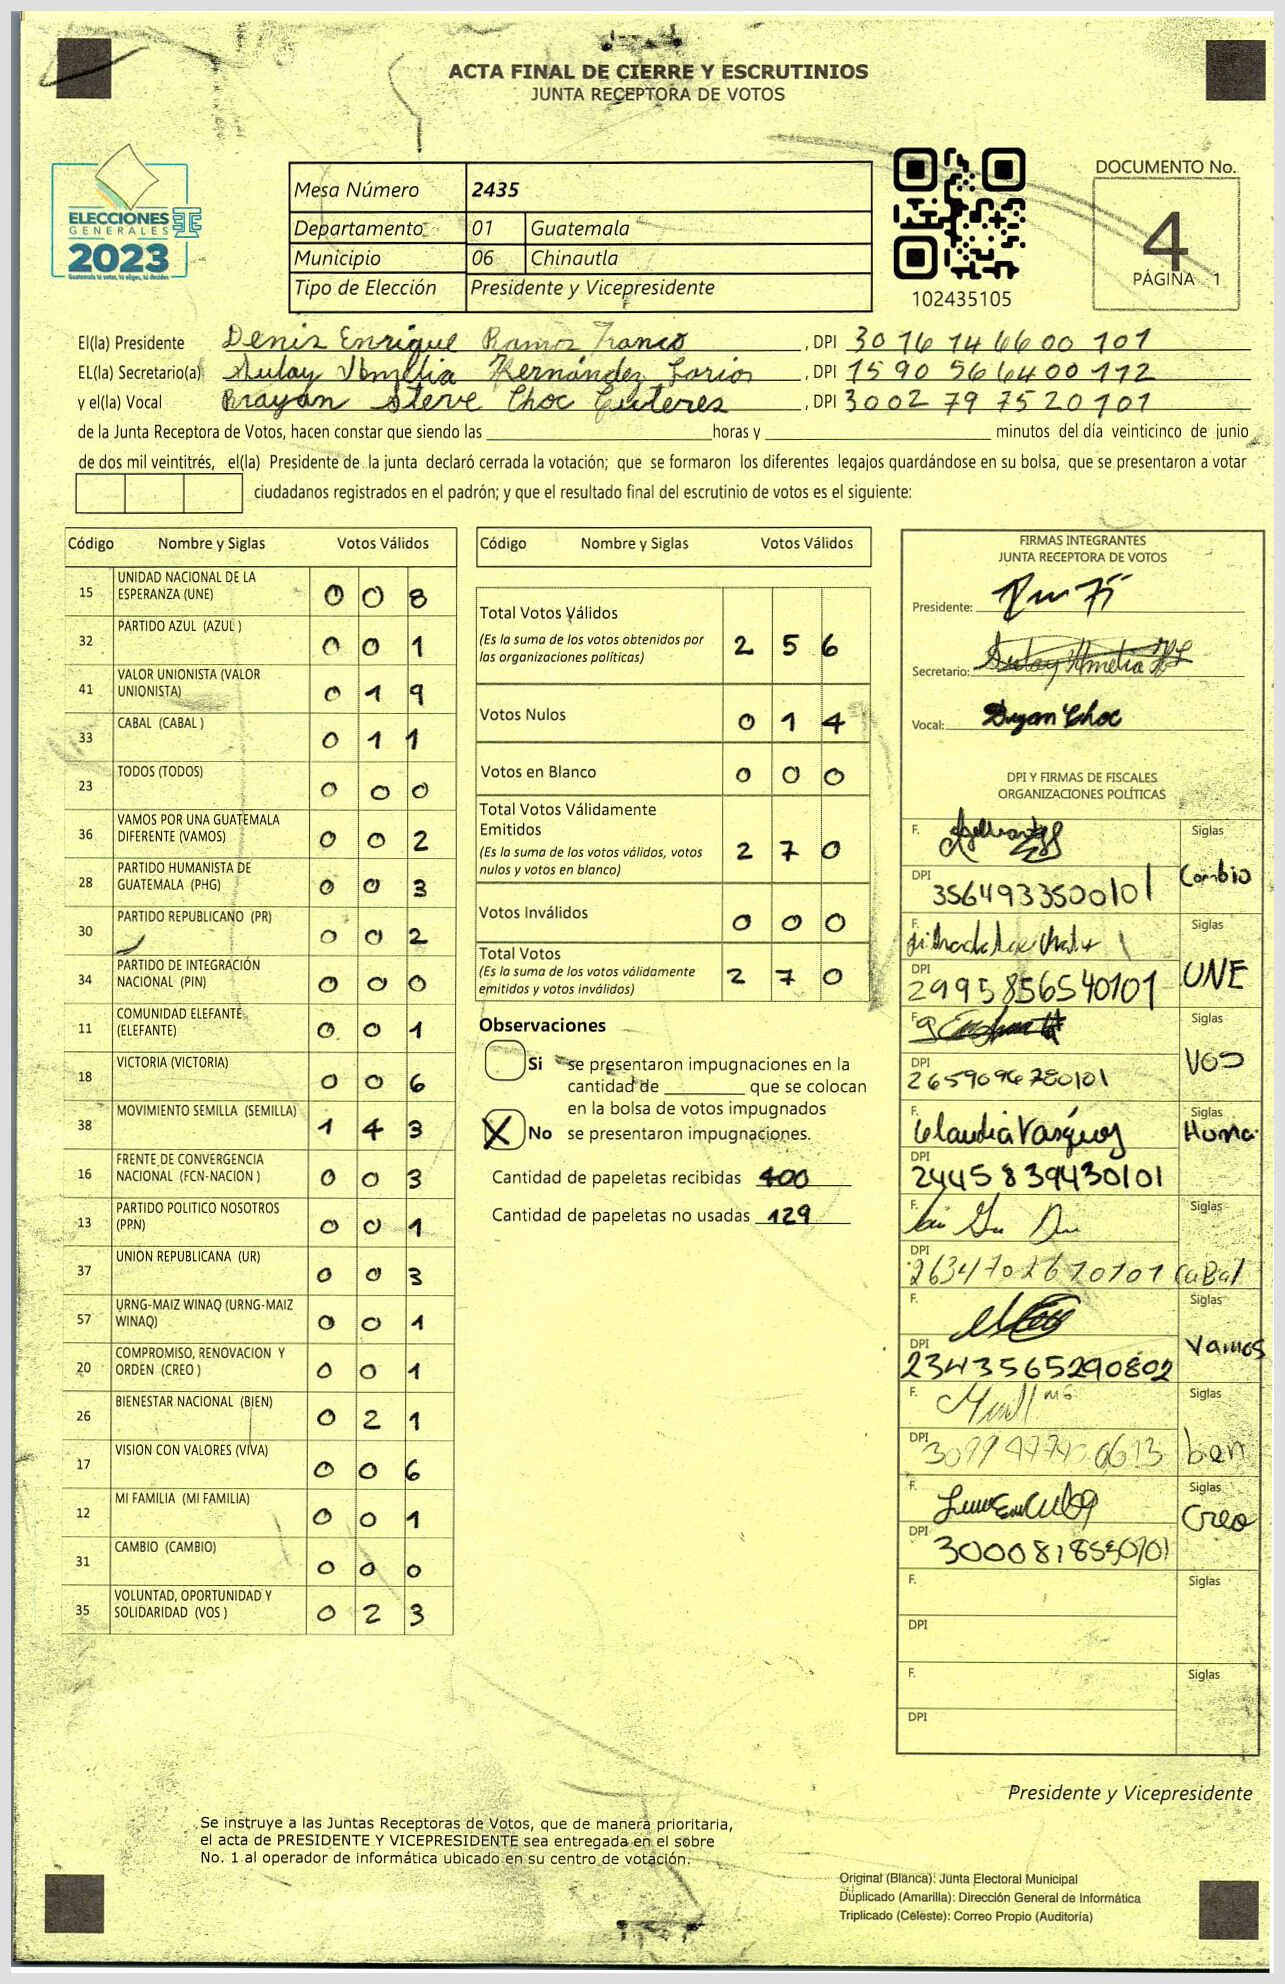 ACTA FINAL DE CIERRE Y ESCRUTINIOS
JUNTA RECEPTORA DE VOTOS
ELECCIONES
GENERALES
2023
Guatemala tú votas, tú eliges, tú decides
Mesa Número 2435
Departamento 01 Guatemala
Municipio 06 Chinautla
Tipo de Elección Presidente y Vicepresidente
102435105
DOCUMENTO No.
4
PÁGINA 1
El(la) Presidente Denis Enrique Ramos Franco, DPI 3016 14660 0101
EL(la) Secretario(a) Amelia Hernández Larios, DPI 1590 56640 0112
y el(la) Vocal Brayan Steve Choc, DPI 3002 79752 0101
de la Junta Receptora de Votos, hacen constar que siendo las ____ horas y ____ minutos del día veinticinco de junio
de dos mil veintitrés, el(la) Presidente de la junta declaró cerrada la votación; que se formaron los diferentes legajos guardándose en su bolsa, que se presentaron a votar
ciudadanos registrados en el padrón; y que el resultado final del escrutinio de votos es el siguiente:
Código Nombre y Siglas Votos Válidos
15 UNIDAD NACIONAL DE LA ESPERANZA (UNE) 0 0 8
32 PARTIDO AZUL (AZUL ) 0 0 1
41 VALOR UNIONISTA (VALOR UNIONISTA) 0 1 9
33 CABAL (CABAL ) 0 1 1
23 TODOS (TODOS) 0 0 0
36 VAMOS POR UNA GUATEMALA DIFERENTE (VAMOS) 0 0 2
28 PARTIDO HUMANISTA DE GUATEMALA (PHG) 0 0 3
30 PARTIDO REPUBLICANO (PR) 0 0 2
34 PARTIDO DE INTEGRACIÓN NACIONAL (PIN) 0 0 0
11 COMUNIDAD ELEFANTE (ELEFANTE) 0 0 1
18 VICTORIA (VICTORIA) 0 0 6
38 MOVIMIENTO SEMILLA (SEMILLA) 1 4 3
16 FRENTE DE CONVERGENCIA NACIONAL (FCN-NACION ) 0 0 3
13 PARTIDO POLITICO NOSOTROS (PPN) 0 0 1
37 UNION REPUBLICANA (UR) 0 0 3
57 URNG-MAIZ WINAQ (URNG-MAIZ WINAQ) 0 0 1
20 COMPROMISO, RENOVACION Y ORDEN (CREO ) 0 0 1
26 BIENESTAR NACIONAL (BIEN) 0 2 1
17 VISION CON VALORES (VIVA) 0 0 6
12 MI FAMILIA (MI FAMILIA) 0 0 1
31 CAMBIO (CAMBIO) 0 0 0
35 VOLUNTAD, OPORTUNIDAD Y SOLIDARIDAD (VOS ) 0 2 3
Código Nombre y Siglas Votos Válidos
Total Votos Válidos 2 5 6
(Es la suma de los votos obtenidos por
las organizaciones políticas)
Votos Nulos 0 1 4
Votos en Blanco 0 0 0
Total Votos Válidamente
Emitidos 2 7 0
(Es la suma de los votos válidos, votos
nulos y votos en blanco)
Votos Inválidos 0 0 0
Total Votos 2 7 0
(Es la suma de los votos válidamente
emitidos y votos inválidos)
Observaciones
Si se presentaron impugnaciones en la
cantidad de ____ que se colocan
en la bolsa de votos impugnados
X No se presentaron impugnaciones.
Cantidad de papeletas recibidas 400
Cantidad de papeletas no usadas 129
FIRMAS INTEGRANTES
JUNTA RECEPTORA DE VOTOS
Presidente:
Secretario: Amelia
Vocal: Choc
DPI Y FIRMAS DE FISCALES
ORGANIZACIONES POLÍTICAS
F. Siglas
DPI 3564933500101 Cambio
F. Siglas
DPI 2995856540101 UNE
F. Siglas
DPI 2659096780101 VOS
F. Claudia Vasquez Siglas
DPI 2445839430101 Huma.
F. Siglas
DPI 2634702670101 CaBal
F. Siglas
DPI 2343565290802 Vamos
F. Siglas
DPI ben
F. Siglas
DPI 3000818550101 Creo
F. Siglas
DPI
F. Siglas
DPI
Presidente y Vicepresidente
Se instruye a las Juntas Receptoras de Votos, que de manera prioritaria,
el acta de PRESIDENTE Y VICEPRESIDENTE sea entregada en el sobre
No. 1 al operador de informática ubicado en su centro de votación.
Original (Blanca): Junta Electoral Municipal
Duplicado (Amarilla): Dirección General de Informática
Triplicado (Celeste): Correo Propio (Auditoría)